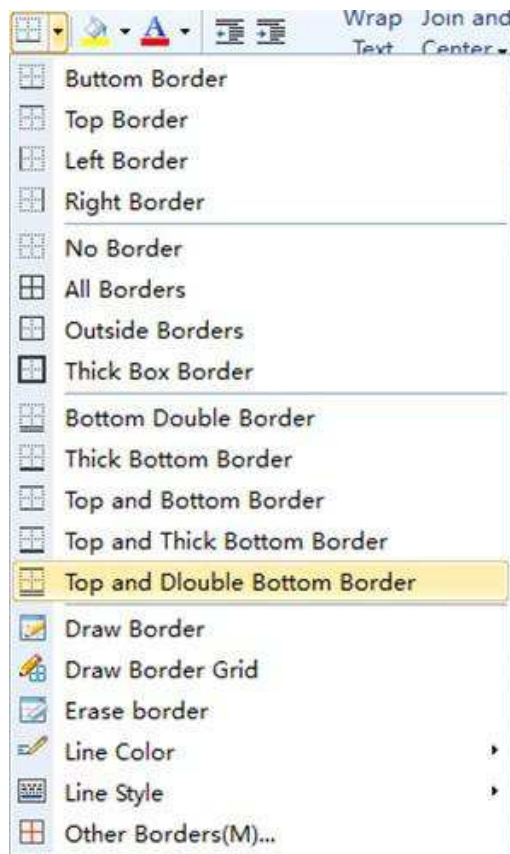 A
Wrap Join and
Text Center
Buttom Border
Top Border
Left Border
Right Border
No Border
All Borders
Outside Borders
Thick Box Border
Bottom Double Border
Thick Bottom Border
Top and Bottom Border
Top and Thick Bottom Border
Top and Dlouble Bottom Border
Draw Border
Draw Border Grid
Erase border
Line Color
Line Style
Other Borders(M)...